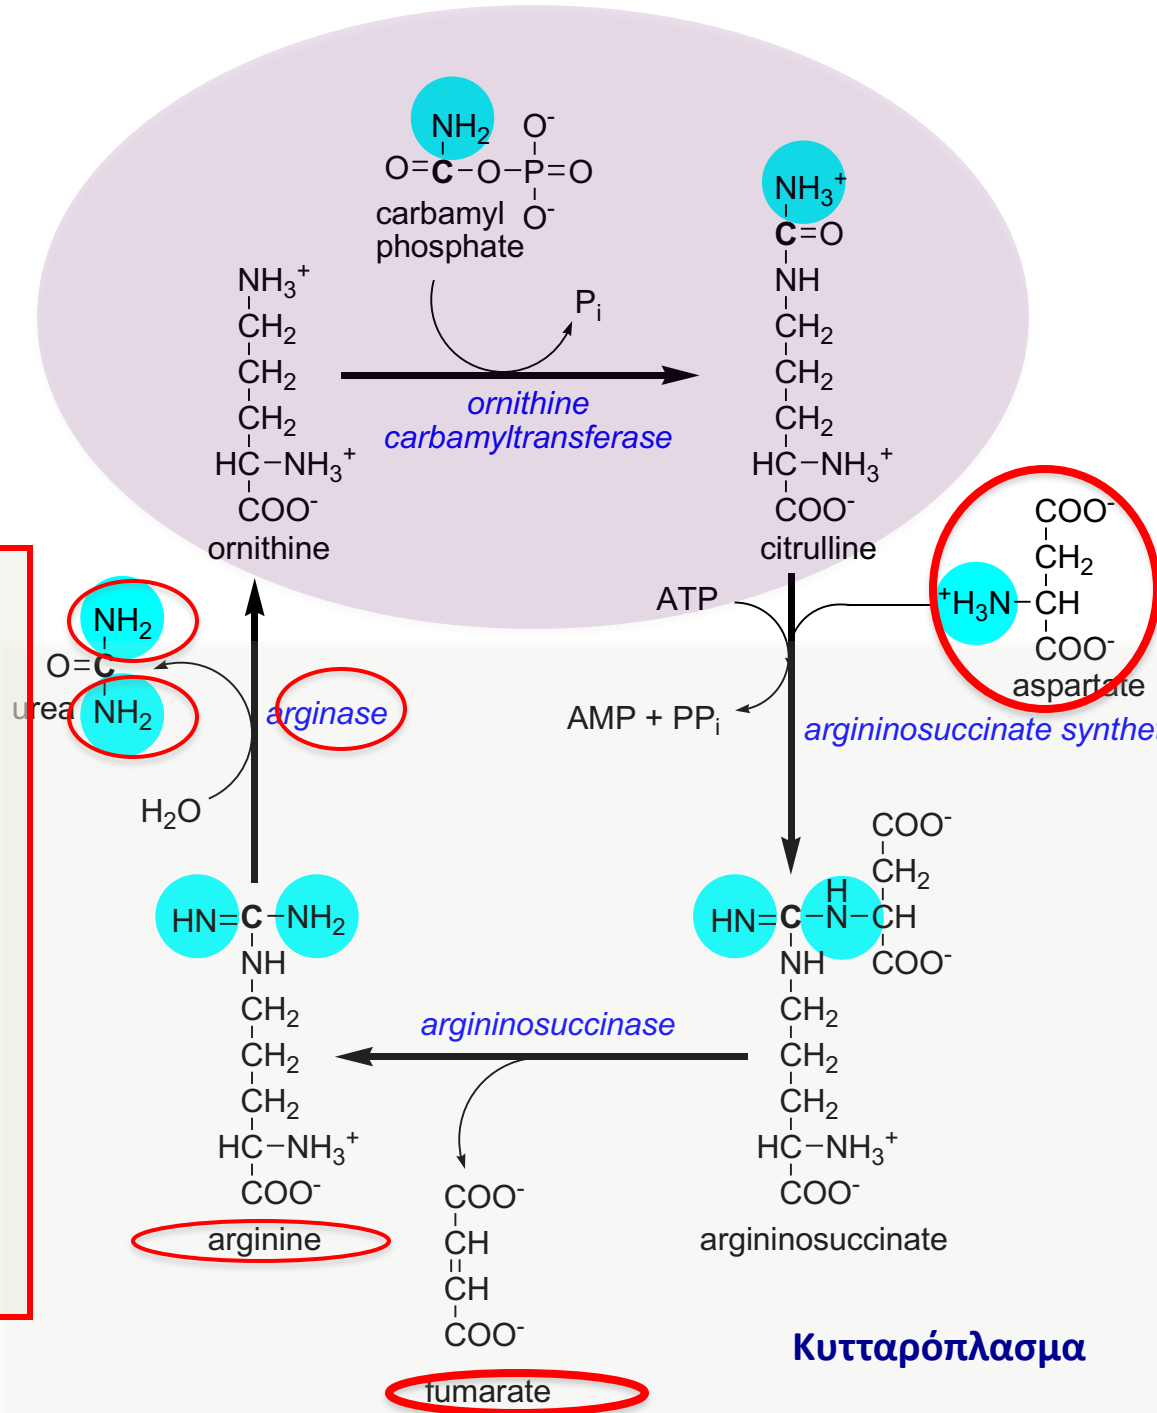 NH₂ O⁻
O=C–O–P=O
O⁻
carbamyl
phosphate
NH₃⁺
CH₂
CH₂
CH₂
HC–NH₃⁺
COO⁻
ornithine
Pᵢ
ornithine
carbamyltransferase
NH₃⁺
C=O
NH
CH₂
CH₂
CH₂
HC–NH₃⁺
COO⁻
citrulline
COO⁻
CH₂
⁺H₃N–CH
COO⁻
aspartate
ATP
AMP + PPᵢ
argininosuccinate synthet
NH₂
O=C
urea NH₂
arginase
H₂O
COO⁻
CH₂
HN=C–N–CH
H
COO⁻
NH
CH₂
CH₂
CH₂
HC–NH₃⁺
COO⁻
argininosuccinate
argininosuccinase
HN=C–NH₂
NH
CH₂
CH₂
CH₂
HC–NH₃⁺
COO⁻
arginine
COO⁻
CH
CH
COO⁻
fumarate
Κυτταρόπλασμα